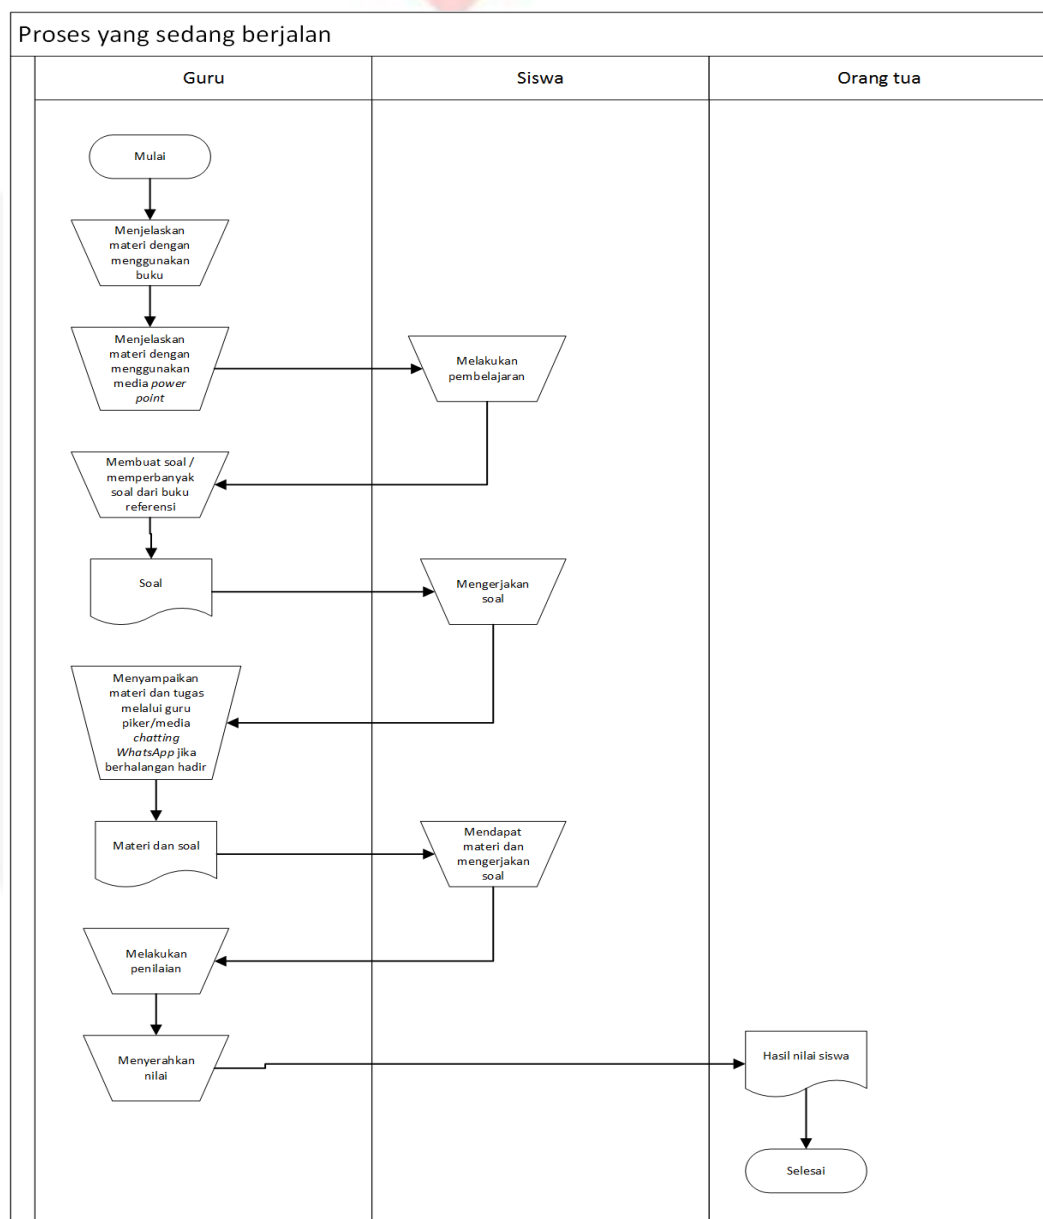 Proses yang sedang berjalan
Guru
Siswa
Orang tua
Mulai
Menjelaskan
materi dengan
menggunakan
buku
Menjelaskan
materi dengan
menggunakan
media power
point
Melakukan
pembelajaran
Membuat soal /
memperbanyak
soal dari buku
referensi
Soal
Mengerjakan
soal
Menyampaikan
materi dan tugas
melalui guru
piker/media
chatting
WhatsApp jika
berhalangan hadir
Materi dan soal
Mendapat
materi dan
mengerjakan
soal
Melakukan
penilaian
Menyerahkan
nilai
Hasil nilai siswa
Selesai